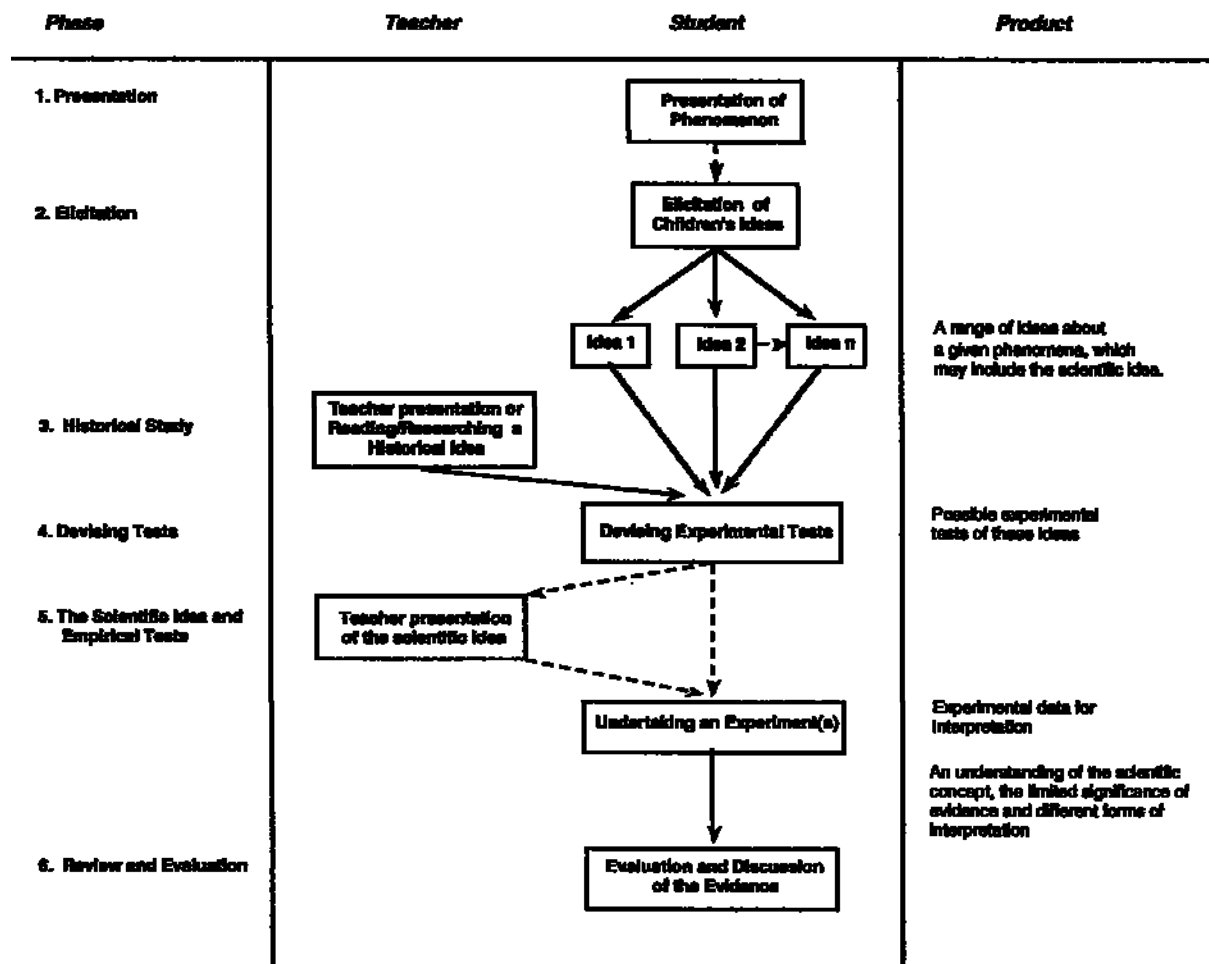 Phase Teacher Student Product
1. Presentation
Presentation of
Phenomenon
2. Elicitation
Elicitation of
Children's Ideas
Idea 1
Idea 2
Idea n
A range of ideas about
a given phenomena, which
may include the scientific idea.
3. Historical Study
Teacher presentation or
Reading/Researching a
Historical Idea
4. Devising Tests
Devising Experimental Tests
Possible experimental
tests of these ideas
5. The Scientific Idea and
Empirical Tests
Teacher presentation
of the scientific idea
Undertaking an Experiment(s)
Experimental data for
interpretation
An understanding of the scientific
concept, the limited significance of
evidence and different forms of
interpretation
6. Review and Evaluation
Evaluation and Discussion
of the Evidence